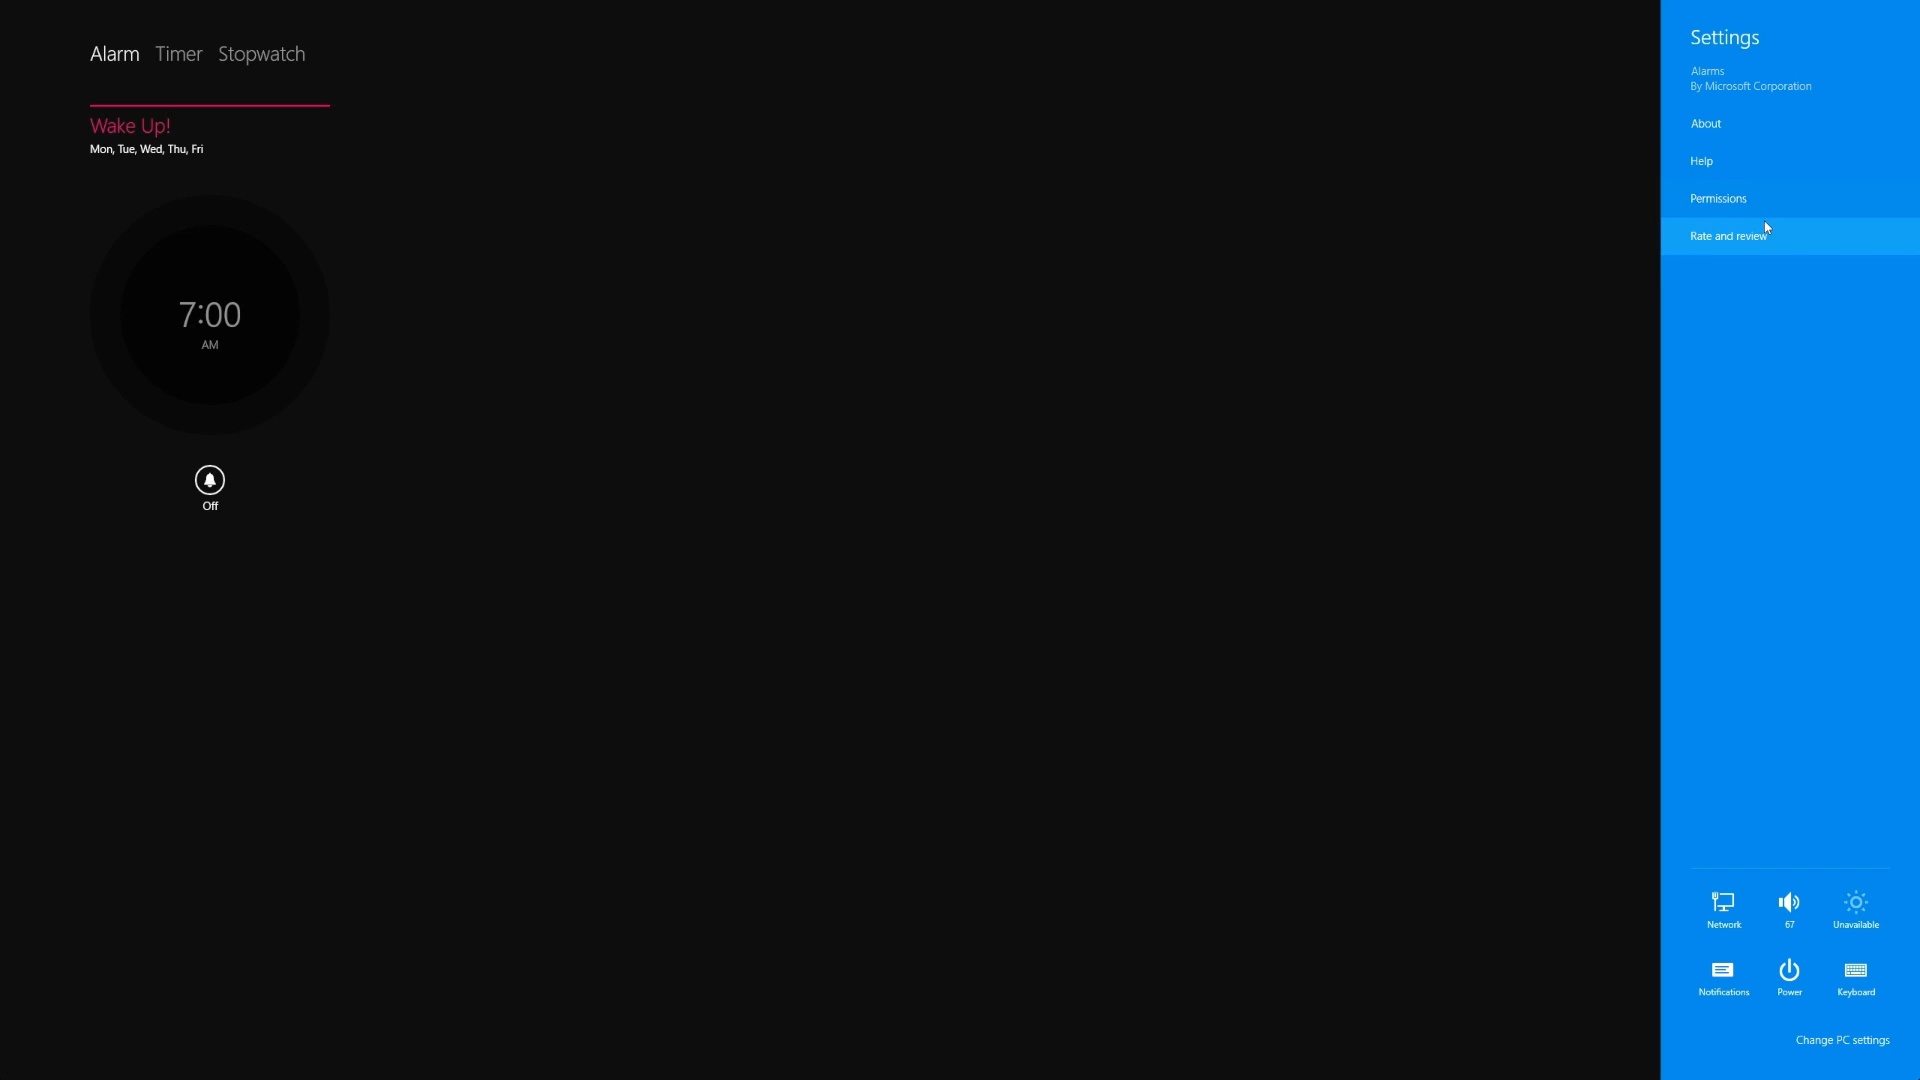 Alarm Timer Stopwatch
Wake Up!
Mon, Tue, Wed, Thu, Fri
7:00
AM
Off
Settings
Alarms
By Microsoft Corporation
About
Help
Permissions
Rate and review
Network 67 Unavailable
Notifications Power Keyboard
Change PC settings